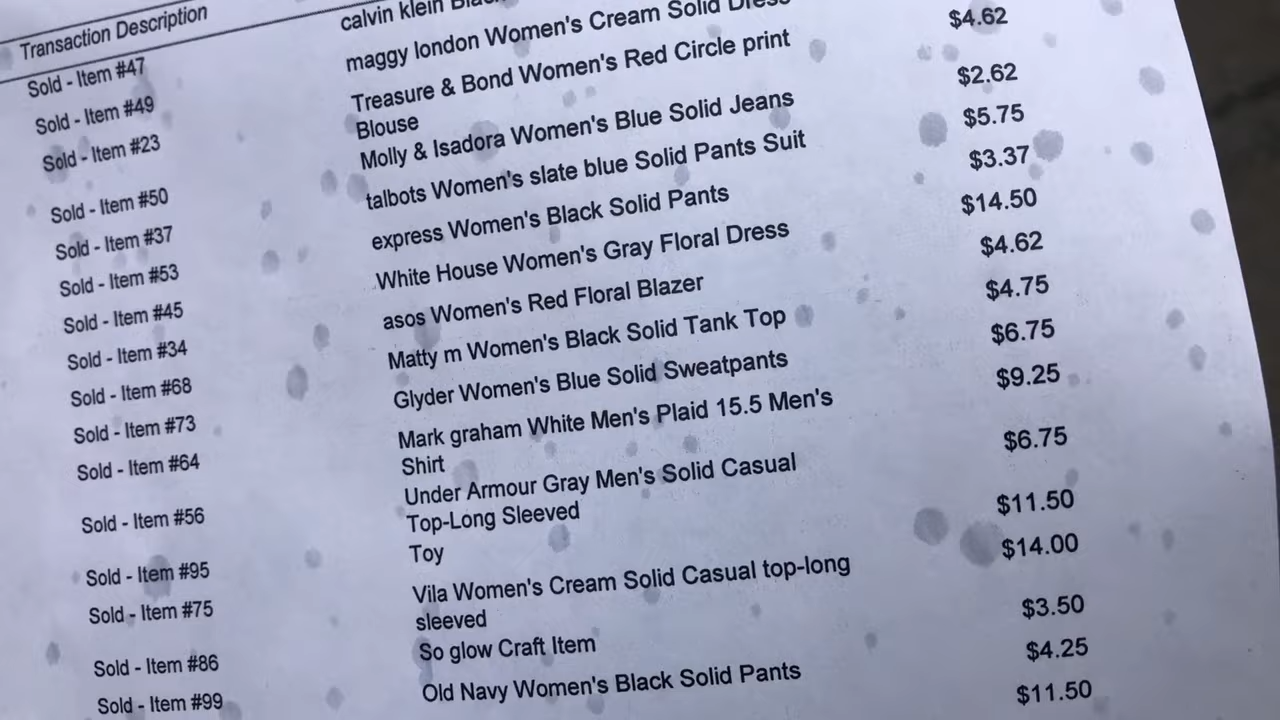 Transaction Description
Sold - Item #47 calvin klein
Sold - Item #49 maggy london Women's Cream Solid Dress $4.62
Sold - Item #23 Treasure & Bond Women's Red Circle print $2.62
Blouse
Sold - Item #50 Molly & Isadora Women's Blue Solid Jeans $5.75
Sold - Item #37 talbots Women's slate blue Solid Pants Suit $3.37
Sold - Item #53 express Women's Black Solid Pants $14.50
Sold - Item #45 White House Women's Gray Floral Dress $4.62
Sold - Item #34 asos Women's Red Floral Blazer $4.75
Sold - Item #68 Matty m Women's Black Solid Tank Top $6.75
Sold - Item #73 Glyder Women's Blue Solid Sweatpants $9.25
Sold - Item #64 Mark graham White Men's Plaid 15.5 Men's $6.75
Shirt
Sold - Item #56 Under Armour Gray Men's Solid Casual $11.50
Top-Long Sleeved
Sold - Item #95 Toy $14.00
Sold - Item #75 Vila Women's Cream Solid Casual top-long $3.50
sleeved
Sold - Item #86 So glow Craft Item $4.25
Sold - Item #99 Old Navy Women's Black Solid Pants $11.50